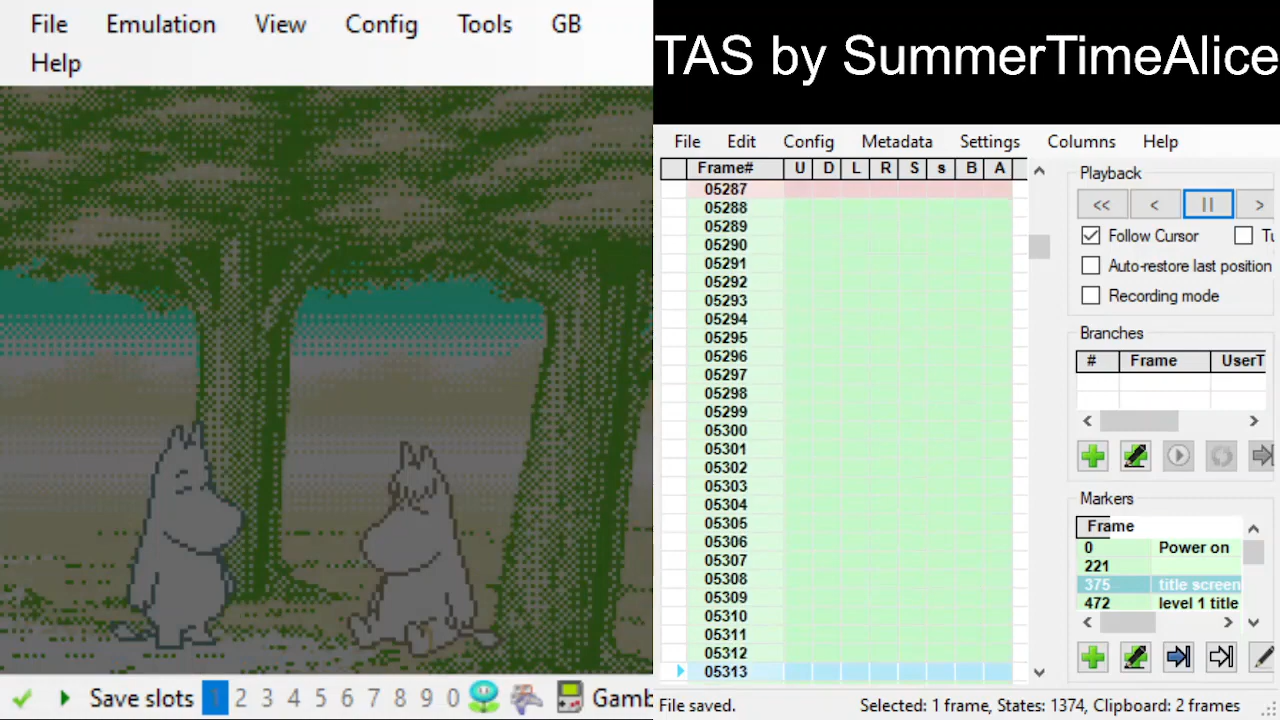 File Emulation View Config Tools GB
Help
Save slots 1 2 3 4 5 6 7 8 9 0 Gamb
TAS by SummerTimeAlice
File Edit Config Metadata Settings Columns Help
Frame# U D L R S s B A
05287
05288
05289
05290
05291
05292
05293
05294
05295
05296
05297
05298
05299
05300
05301
05302
05303
05304
05305
05306
05307
05308
05309
05310
05311
05312
05313
Playback
<< < || >
Follow Cursor Tu
Auto-restore last position
Recording mode
Branches
# Frame UserT
Markers
Frame
0 Power on
221
375 title screen
472 level 1 title
File saved. Selected: 1 frame, States: 1374, Clipboard: 2 frames